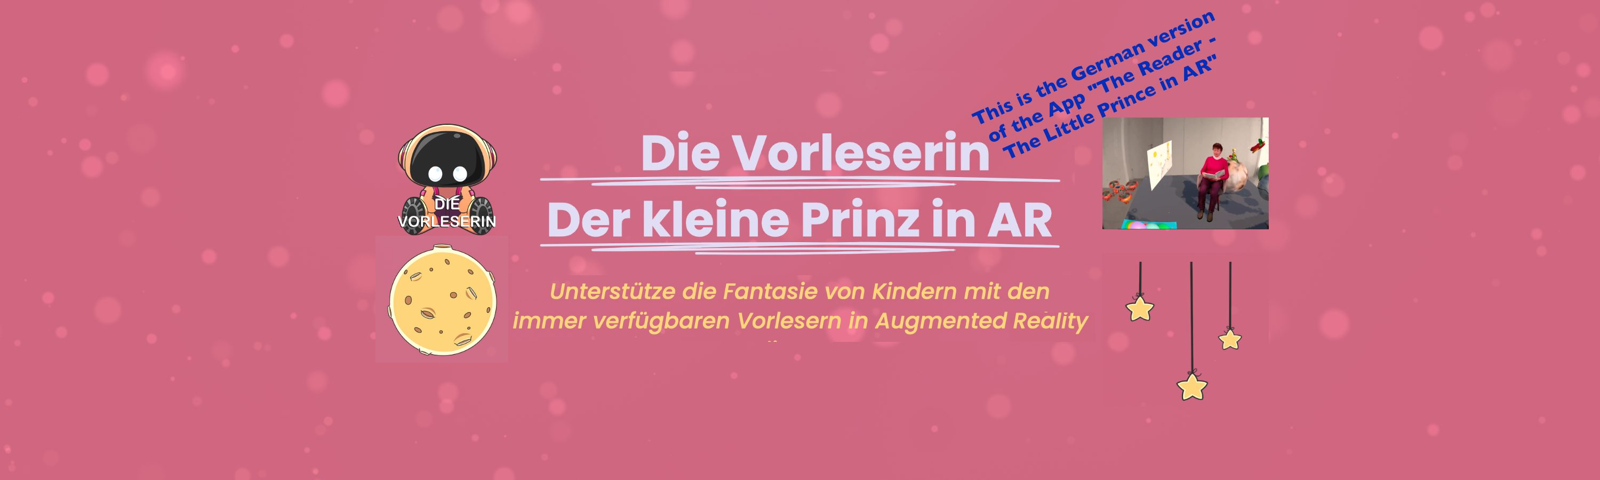 This is the German version
of the App "The Reader -
The Little Prince in AR"
Die Vorleserin
Der kleine Prinz in AR
DIE
VORLESERIN
Unterstütze die Fantasie von Kindern mit den
immer verfügbaren Vorlesern in Augmented Reality